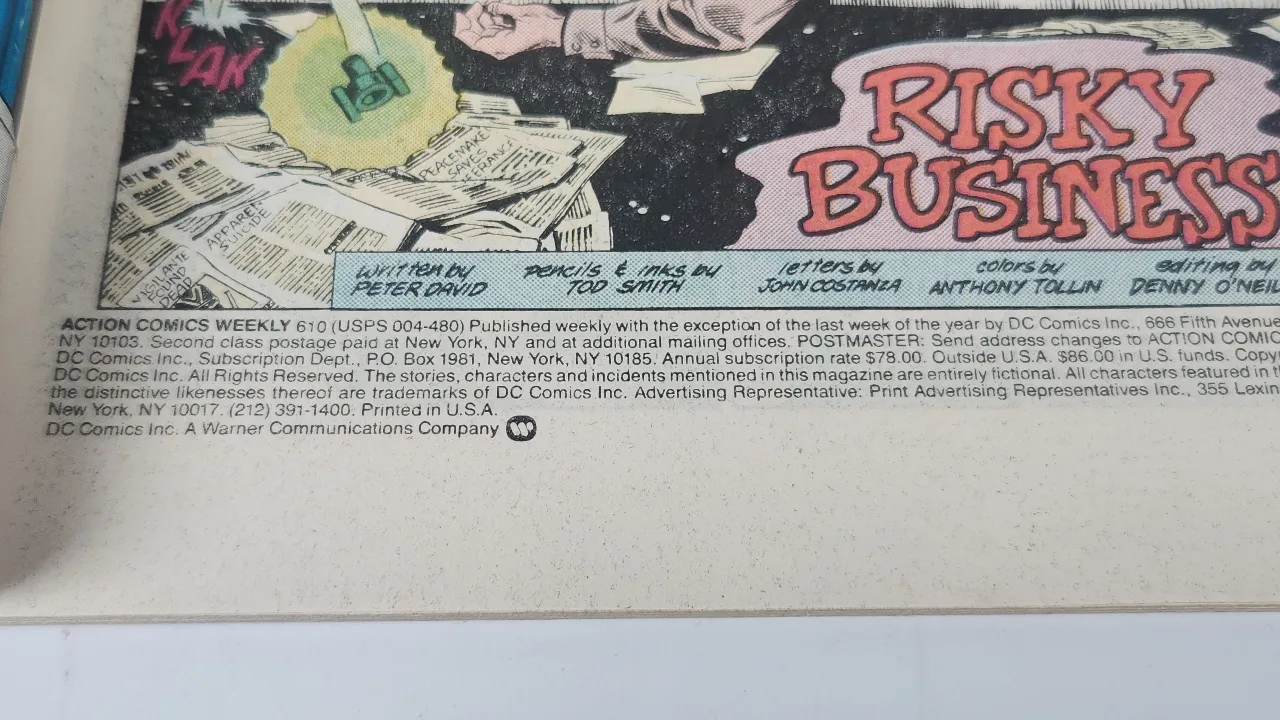 KLAK
RISKY
BUSINESS
PEACEMAKE
SAVES
APPARENT
SUICIDE
VIGILANTE
FOUND
DEAD
written by pencils & inks by letters by colors by editing by
PETER DAVID TOD SMITH JOHN COSTANZA ANTHONY TOLLIN DENNY O'NEIL
ACTION COMICS WEEKLY 610 (USPS 004-480) Published weekly with the exception of the last week of the year by DC Comics Inc., 666 Fifth Avenue
NY 10103. Second class postage paid at New York, NY and at additional mailing offices. POSTMASTER: Send address changes to ACTION COMIC
DC Comics Inc., Subscription Dept., P.O. Box 1981, New York, NY 10185. Annual subscription rate $78.00. Outside U.S.A. $86.00 in U.S. funds. Copy
DC Comics Inc. All Rights Reserved. The stories, characters and incidents mentioned in this magazine are entirely fictional. All characters featured in t
the distinctive likenesses thereof are trademarks of DC Comics Inc. Advertising Representative: Print Advertising Representatives Inc., 355 Lexin
New York, NY 10017. (212) 391-1400. Printed in U.S.A.
DC Comics Inc. A Warner Communications Company